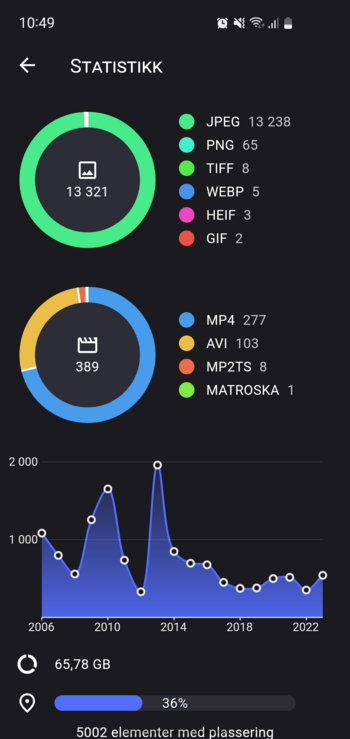 10:49
STATISTIKK
13 321
JPEG 13 238
PNG 65
TIFF 8
WEBP 5
HEIF 3
GIF 2
389
MP4 277
AVI 103
MP2TS 8
MATROSKA 1
2 000
1 000
2006 2010 2014 2018 2022
65,78 GB
36%
5002 elementer med plassering